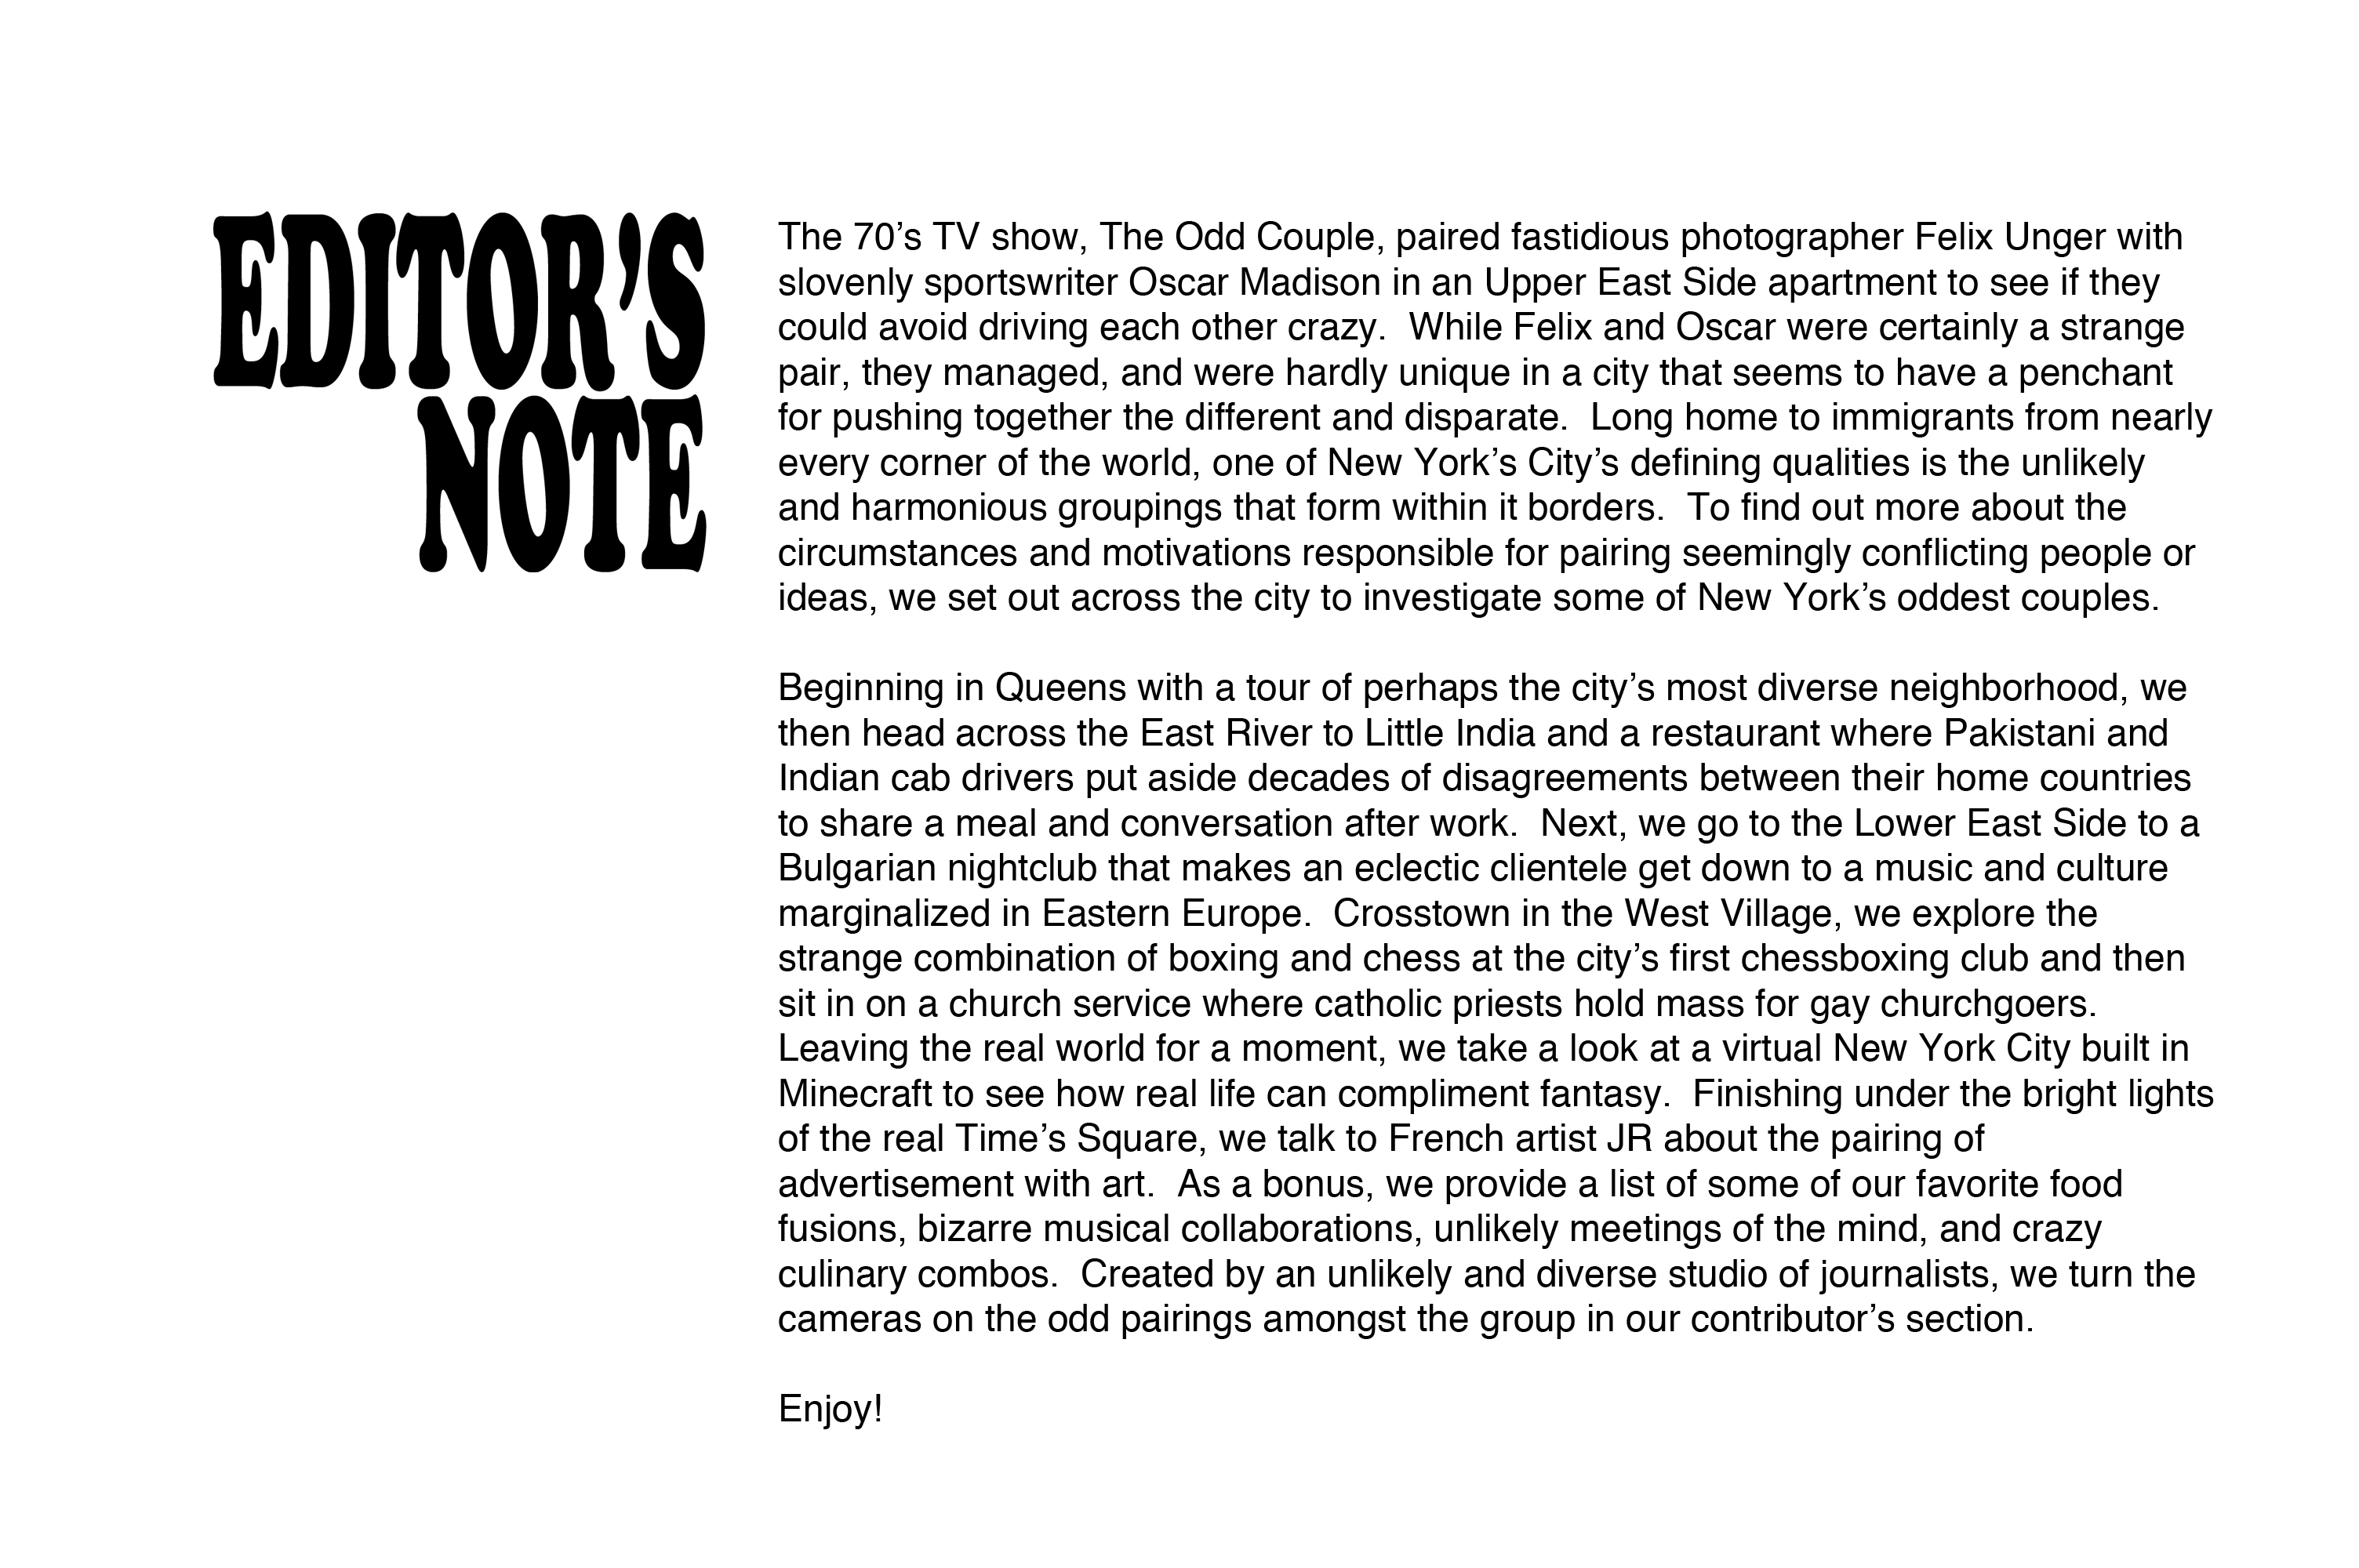 EDITOR’S
NOTE
The 70’s TV show, The Odd Couple, paired fastidious photographer Felix Unger with
slovenly sportswriter Oscar Madison in an Upper East Side apartment to see if they
could avoid driving each other crazy.  While Felix and Oscar were certainly a strange
pair, they managed, and were hardly unique in a city that seems to have a penchant
for pushing together the different and disparate.  Long home to immigrants from nearly
every corner of the world, one of New York’s City’s defining qualities is the unlikely
and harmonious groupings that form within it borders.  To find out more about the
circumstances and motivations responsible for pairing seemingly conflicting people or
ideas, we set out across the city to investigate some of New York’s oddest couples.
Beginning in Queens with a tour of perhaps the city’s most diverse neighborhood, we
then head across the East River to Little India and a restaurant where Pakistani and
Indian cab drivers put aside decades of disagreements between their home countries
to share a meal and conversation after work.  Next, we go to the Lower East Side to a
Bulgarian nightclub that makes an eclectic clientele get down to a music and culture
marginalized in Eastern Europe.  Crosstown in the West Village, we explore the
strange combination of boxing and chess at the city’s first chessboxing club and then
sit in on a church service where catholic priests hold mass for gay churchgoers.
Leaving the real world for a moment, we take a look at a virtual New York City built in
Minecraft to see how real life can compliment fantasy.  Finishing under the bright lights
of the real Time’s Square, we talk to French artist JR about the pairing of
advertisement with art.  As a bonus, we provide a list of some of our favorite food
fusions, bizarre musical collaborations, unlikely meetings of the mind, and crazy
culinary combos.  Created by an unlikely and diverse studio of journalists, we turn the
cameras on the odd pairings amongst the group in our contributor’s section.
Enjoy!